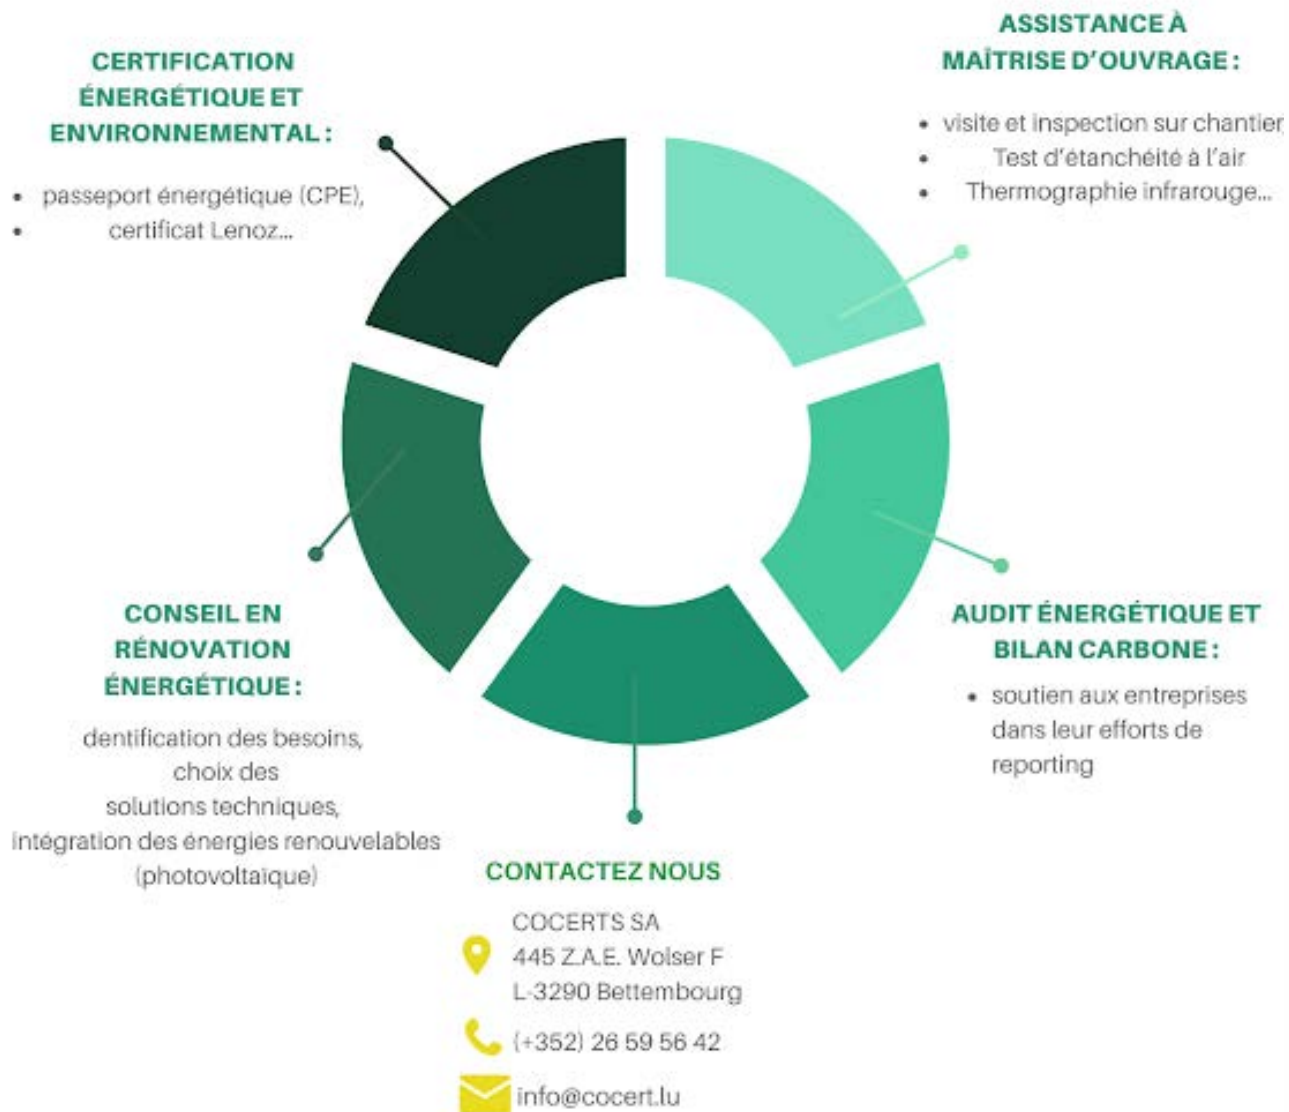 CERTIFICATION
ÉNERGÉTIQUE ET
ENVIRONNEMENTAL :
• passeport énergétique (CPE),
• certificat Lenoz...
ASSISTANCE À
MAÎTRISE D'OUVRAGE :
• visite et inspection sur chantier
• Test d'étanchéité à l'air
• Thermographie infrarouge...
CONSEIL EN
RÉNOVATION
ÉNERGÉTIQUE :
dentification des besoins,
choix des
solutions techniques,
intégration des énergies renouvelables
(photovoltaïque)
AUDIT ÉNERGÉTIQUE ET
BILAN CARBONE :
• soutien aux entreprises
dans leur efforts de
reporting
CONTACTEZ NOUS
COCERTS SA
445 Z.A.E. Wolser F
L-3290 Bettembourg
(+352) 26 59 56 42
info@cocert.lu